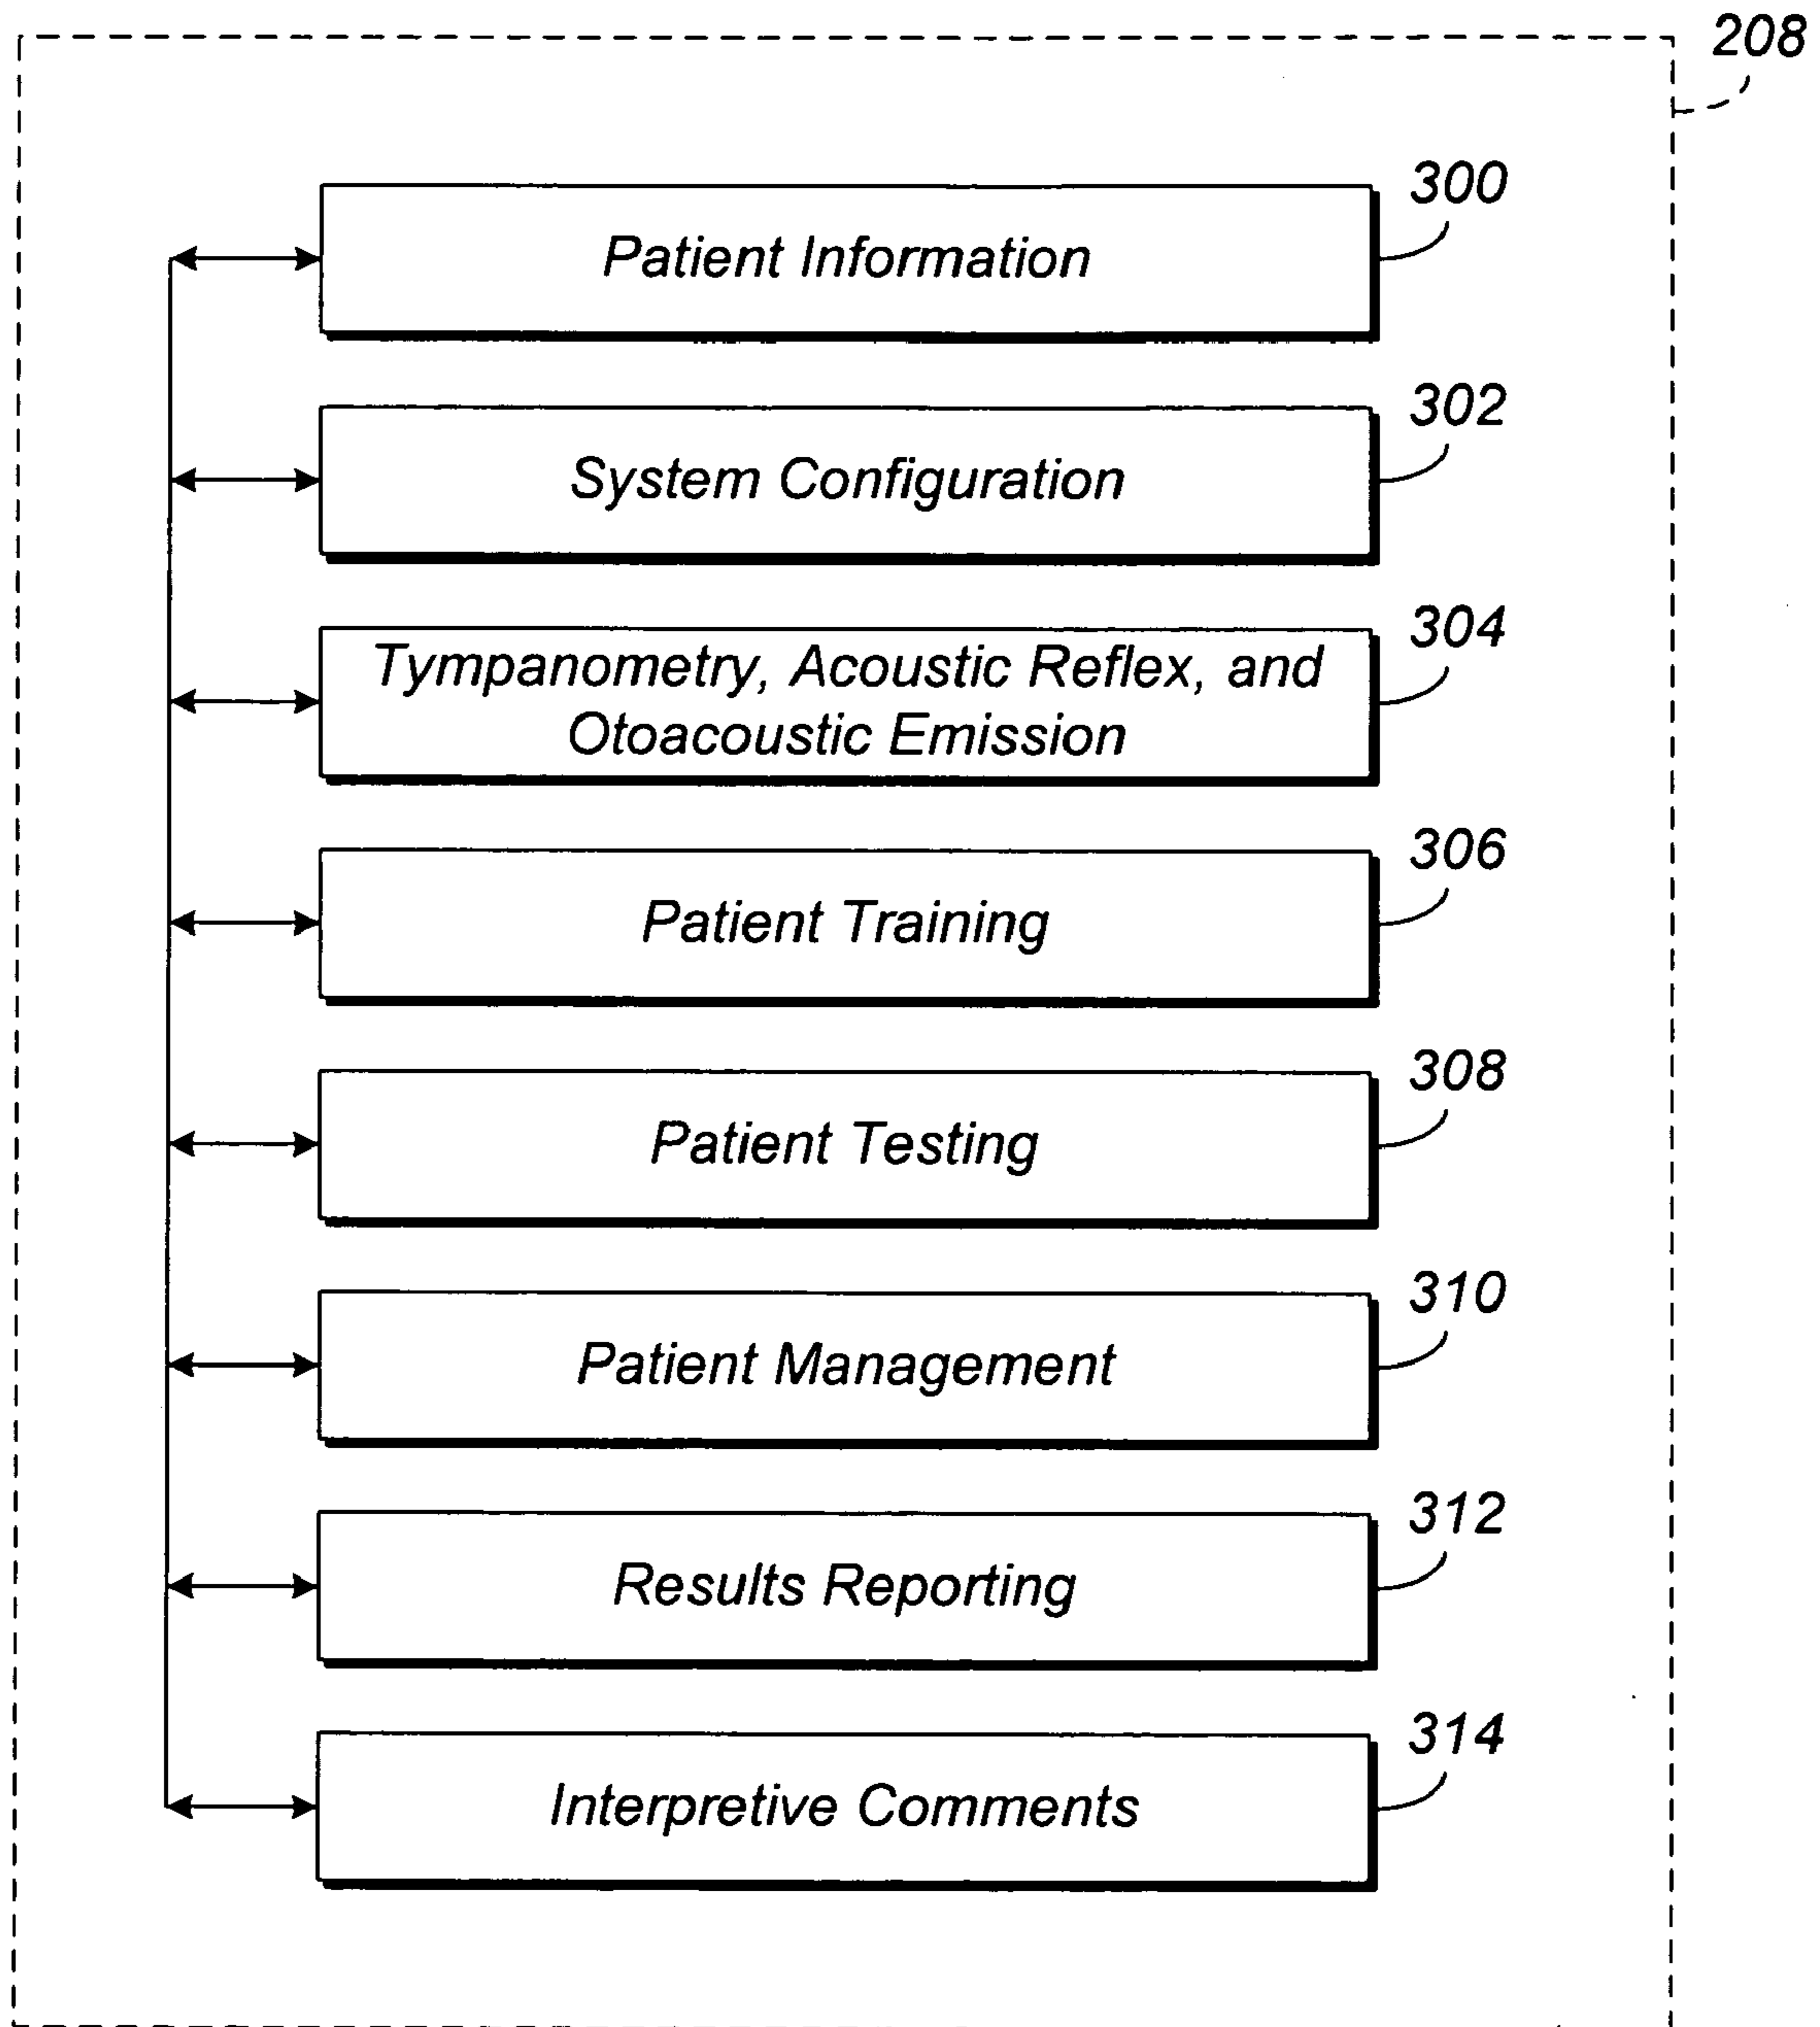 208
300
Patient Information
302
System Configuration
304
Tympanometry, Acoustic Reflex, and
Otoacoustic Emission
306
Patient Training
308
Patient Testing
310
Patient Management
312
Results Reporting
314
Interpretive Comments